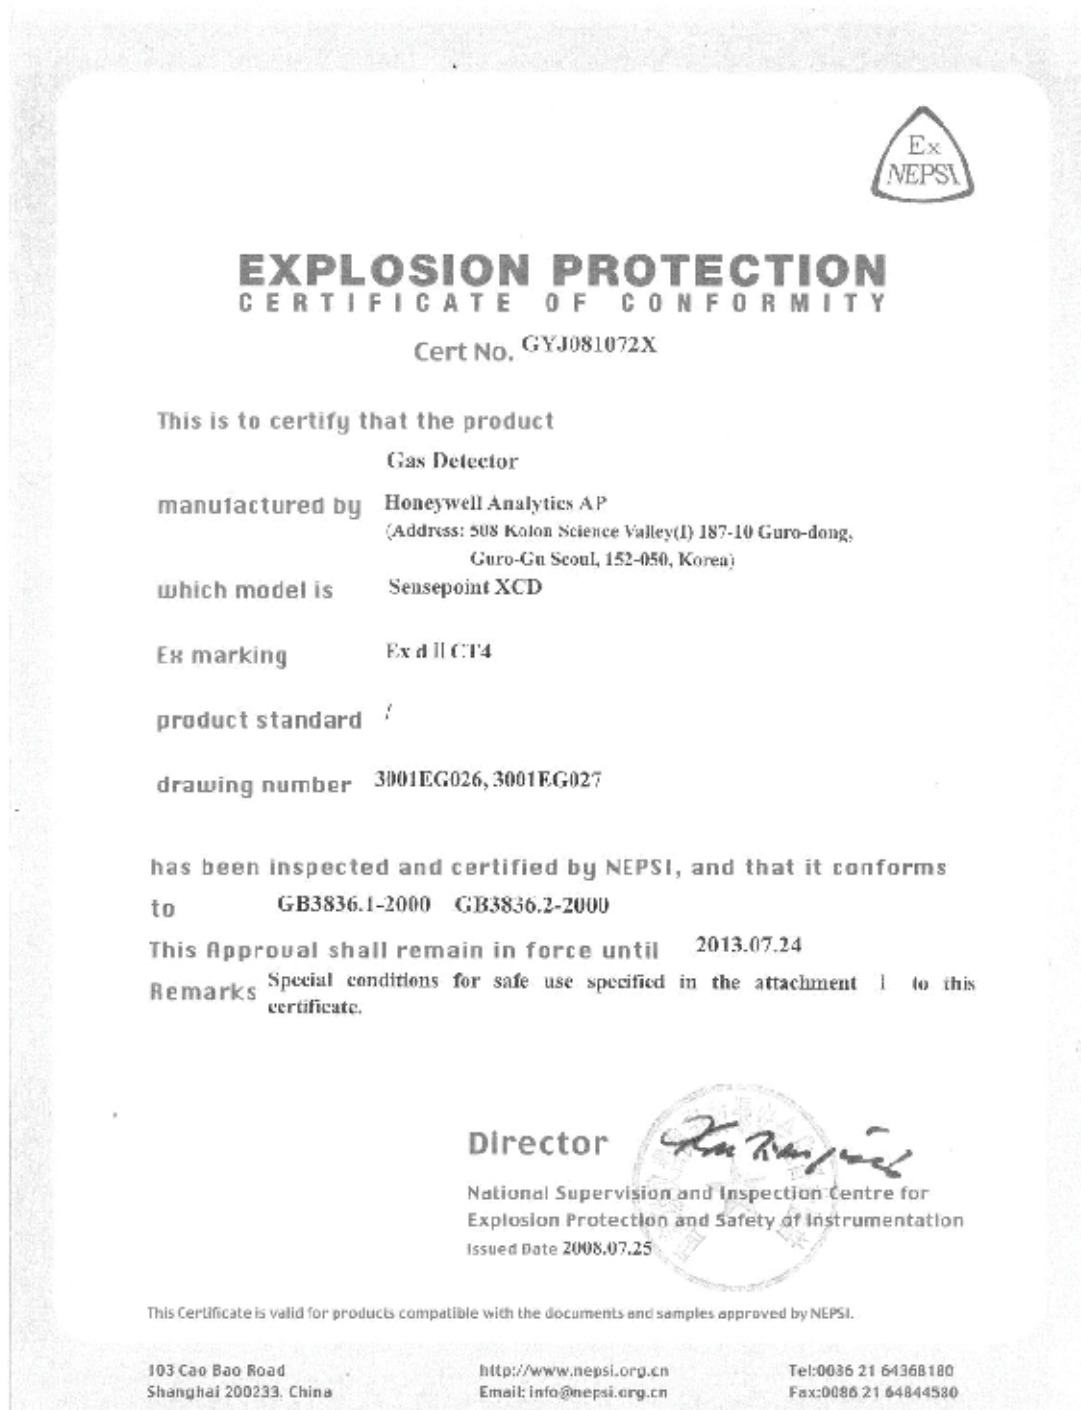 Ex
NEPSI
EXPLOSION PROTECTION
CERTIFICATE OF CONFORMITY
Cert No. GYJ081072X
This is to certify that the product
Gas Detector
manufactured by Honeywell Analytics AP
(Address: 508 Kolon Science Valley(I) 187-10 Guro-dong,
Guro-Gu Seoul, 152-050, Korea)
which model is Sensepoint XCD
Ex marking Ex d II CT4
product standard /
drawing number 3001EG026, 3001EG027
has been inspected and certified by NEPSI, and that it conforms
to GB3836.1-2000 GB3836.2-2000
This Approval shall remain in force until 2013.07.24
Remarks Special conditions for safe use specified in the attachment 1 to this
certificate.
Director
National Supervision and Inspection Centre for
Explosion Protection and Safety of Instrumentation
Issued Date 2008.07.25
This Certificate is valid for products compatible with the documents and samples approved by NEPSI.
103 Cao Bao Road http://www.nepsi.org.cn Tel:0086 21 64368180
Shanghai 200233, China Email: info@nepsi.org.cn Fax:0086 21 64844580